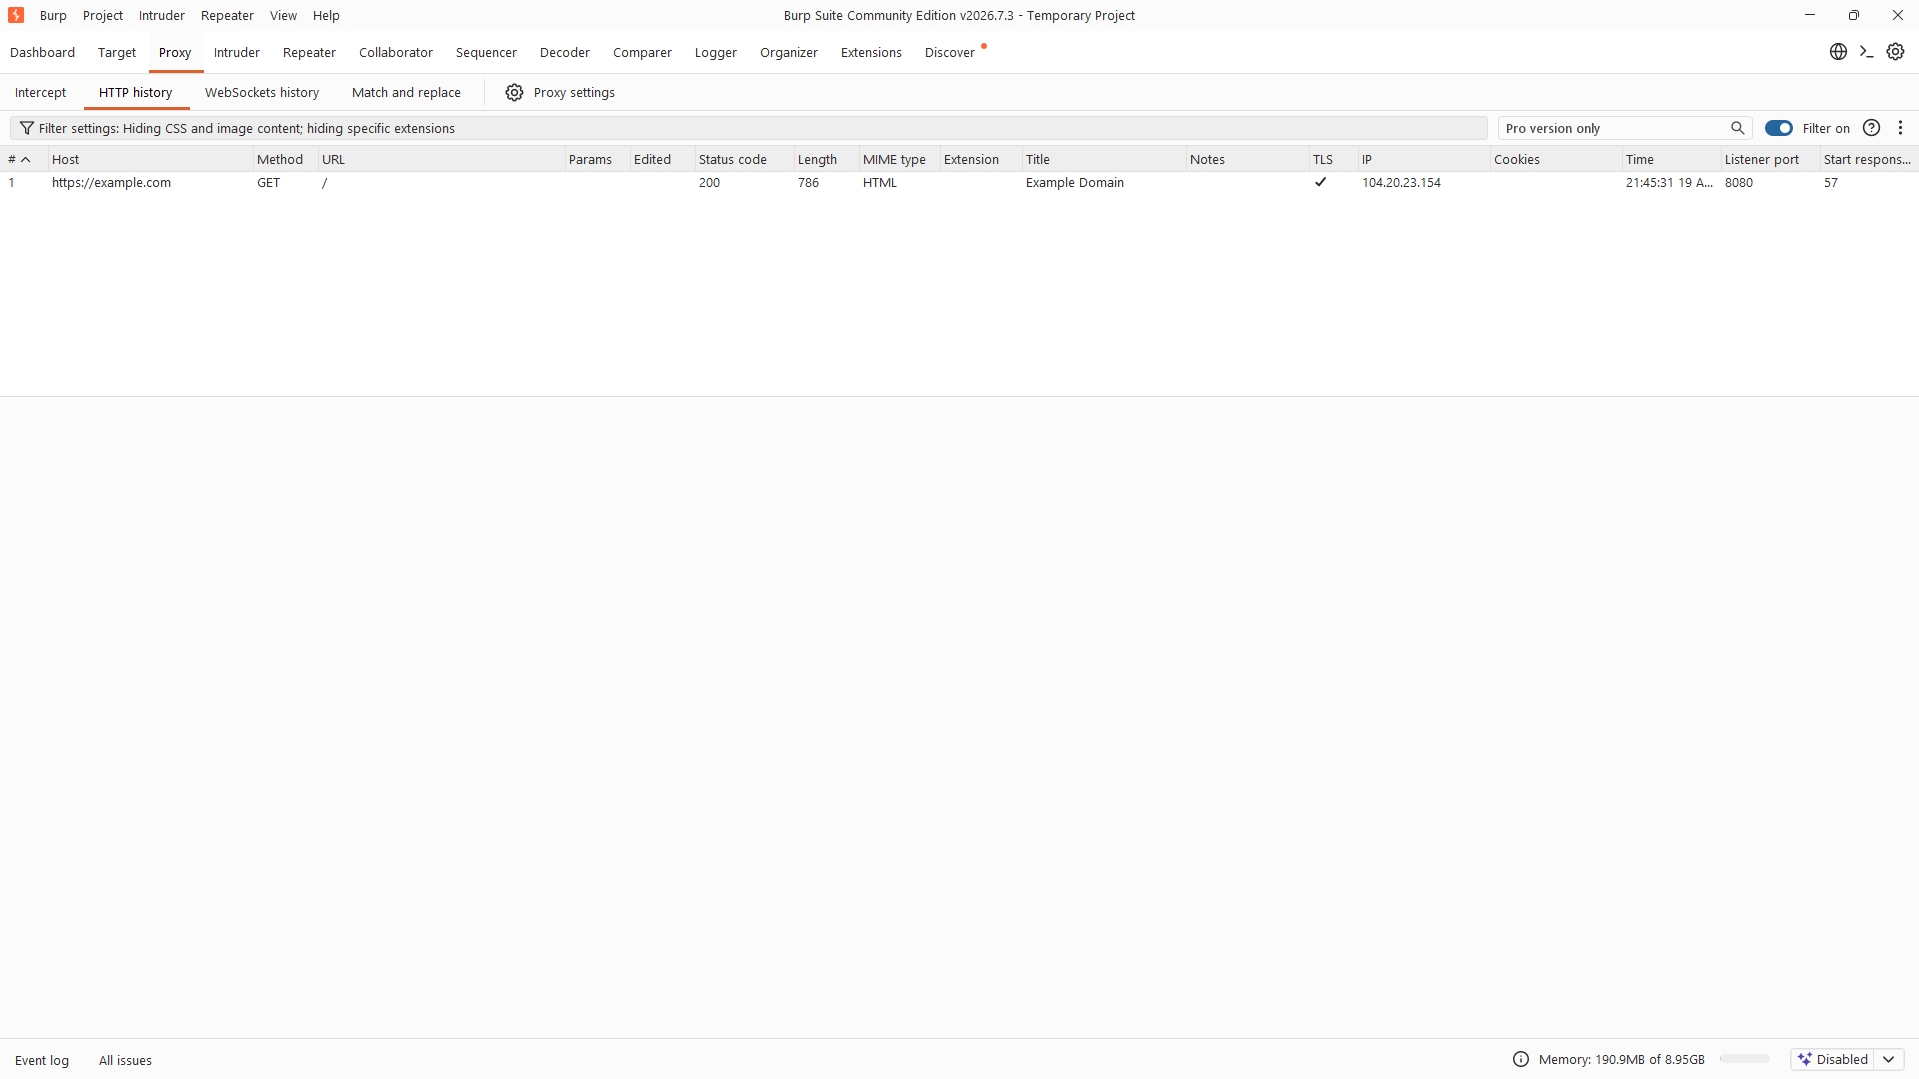 Burp Project Intruder Repeater View Help Burp Suite Community Edition v2026.7.3 - Temporary Project
Dashboard Target Proxy Intruder Repeater Collaborator Sequencer Decoder Comparer Logger Organizer Extensions Discover
Intercept HTTP history WebSockets history Match and replace Proxy settings
Filter settings: Hiding CSS and image content; hiding specific extensions Pro version only Filter on
# Host Method URL Params Edited Status code Length MIME type Extension Title Notes TLS IP Cookies Time Listener port Start respons...
1 https://example.com GET / 200 786 HTML Example Domain 104.20.23.154 21:45:31 19 A... 8080 57
Event log All issues Memory: 190.9MB of 8.95GB Disabled